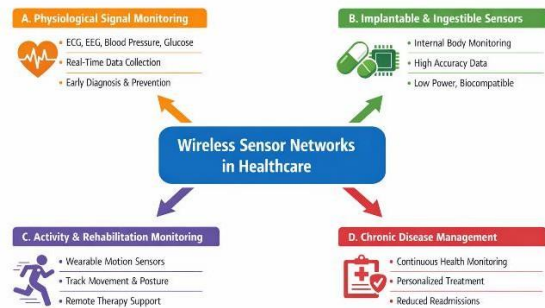 A. Physiological Signal Monitoring
• ECG, EEG, Blood Pressure, Glucose
• Real-Time Data Collection
• Early Diagnosis & Prevention
B. Implantable & Ingestible Sensors
• Internal Body Monitoring
• High Accuracy Data
• Low Power, Biocompatible
Wireless Sensor Networks
in Healthcare
C. Activity & Rehabilitation Monitoring
• Wearable Motion Sensors
• Track Movement & Posture
• Remote Therapy Support
D. Chronic Disease Management
• Continuous Health Monitoring
• Personalized Treatment
• Reduced Readmissions